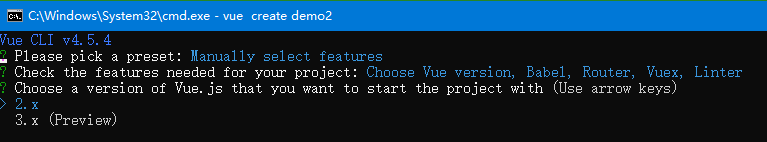 C:\Windows\System32\cmd.exe - vue  create demo2
Vue CLI v4.5.4
? Please pick a preset: Manually select features
? Check the features needed for your project: Choose Vue version, Babel, Router, Vuex, Linter
? Choose a version of Vue.js that you want to start the project with (Use arrow keys)
> 2.x
  3.x (Preview)